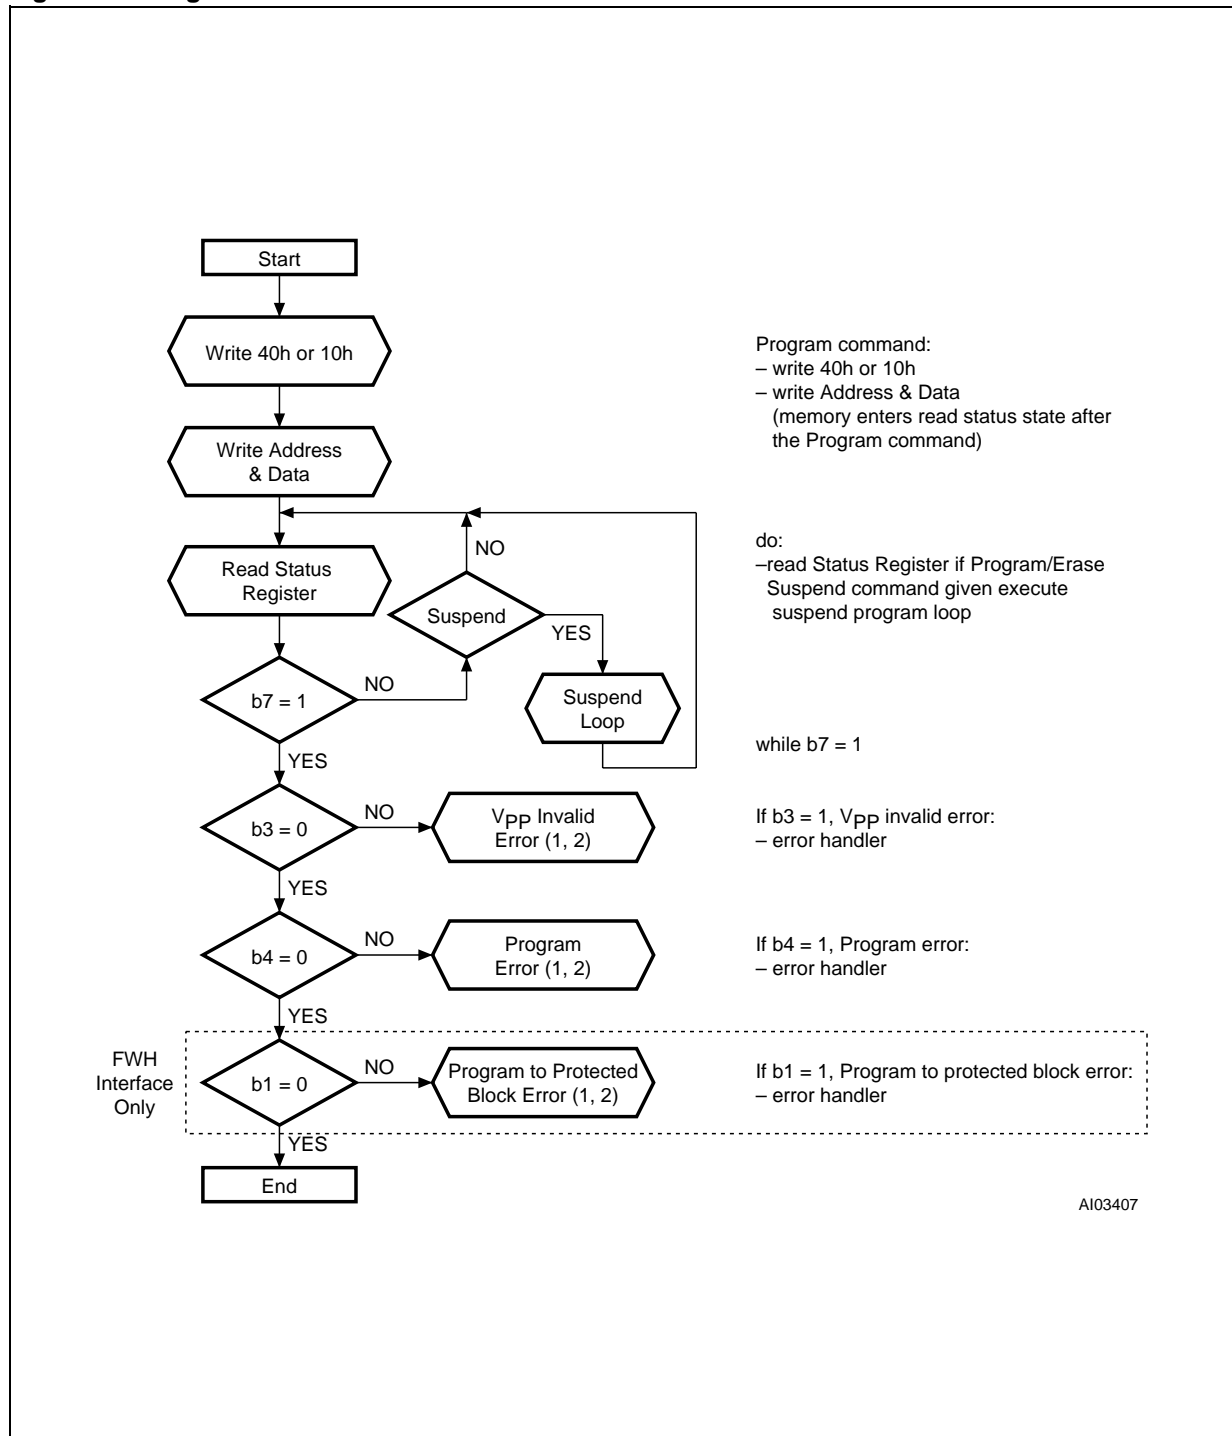 Start
Write 40h or 10h
Program command:
– write 40h or 10h
– write Address & Data
(memory enters read status state after
the Program command)
Write Address
& Data
NO
do:
–read Status Register if Program/Erase
Suspend command given execute
suspend program loop
Read Status
Register
Suspend
YES
NO
b7 = 1
Suspend
Loop
YES
while b7 = 1
b3 = 0
NO
VPP Invalid
Error (1, 2)
If b3 = 1, VPP invalid error:
– error handler
YES
b4 = 0
NO
Program
Error (1, 2)
If b4 = 1, Program error:
– error handler
YES
FWH
Interface
Only
b1 = 0
NO
Program to Protected
Block Error (1, 2)
If b1 = 1, Program to protected block error:
– error handler
YES
End
AI03407